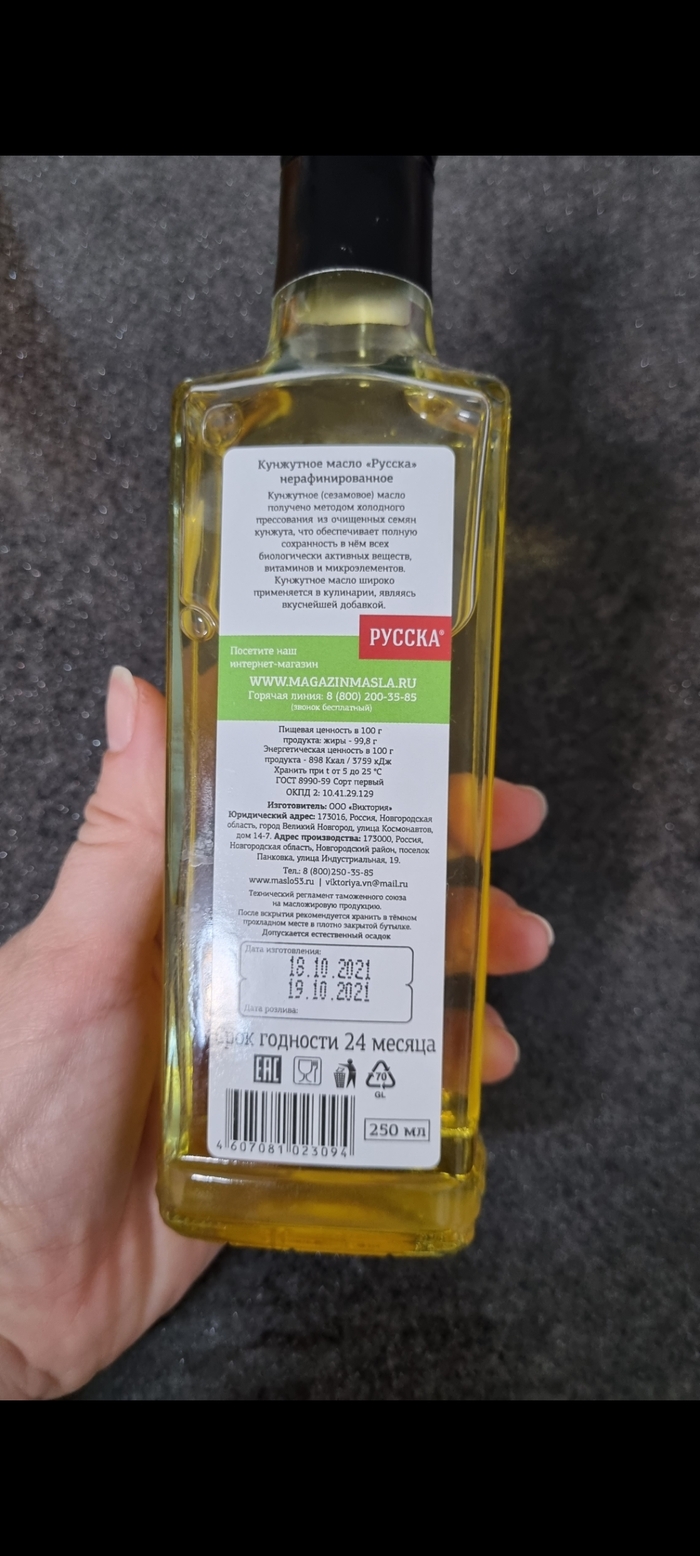 Кунжутное масло «Русска»
нерафинированное
Кунжутное (сезамовое) масло
получено методом холодного
прессования из очищенных семян
кунжута, что обеспечивает полную
сохранность в нём всех
биологически активных веществ,
витаминов и микроэлементов.
Кунжутное масло широко
применяется в кулинарии, являясь
вкуснейшей добавкой.
РУССКА®
Посетите наш
интернет-магазин
WWW.MAGAZINMASLA.RU
Горячая линия: 8 (800) 200-35-85
(звонок бесплатный)
Пищевая ценность в 100 г
продукта: жиры - 99,8 г
Энергетическая ценность в 100 г
продукта - 898 Ккал / 3759 кДж
Хранить при t от 5 до 25 °С
ГОСТ 8990-59 Сорт первый
ОКПД 2: 10.41.29.129
Изготовитель: ООО «Виктория»
Юридический адрес: 173016, Россия, Новгородская
область, город Великий Новгород, улица Космонавтов,
дом 14-7. Адрес производства: 173000, Россия,
Новгородская область, Новгородский район, поселок
Панковка, улица Индустриальная, 19.
Тел.: 8 (800)250-35-85
www.maslo53.ru | viktoriya.vn@mail.ru
Технический регламент таможенного союза
на масложировую продукцию.
После вскрытия рекомендуется хранить в тёмном
прохладном месте в плотно закрытой бутылке.
Допускается естественный осадок
Дата изготовления:
18.10.2021
19.10.2021
Дата розлива:
срок годности 24 месяца
EAC
70
GL
250 мл
4 607081 023094